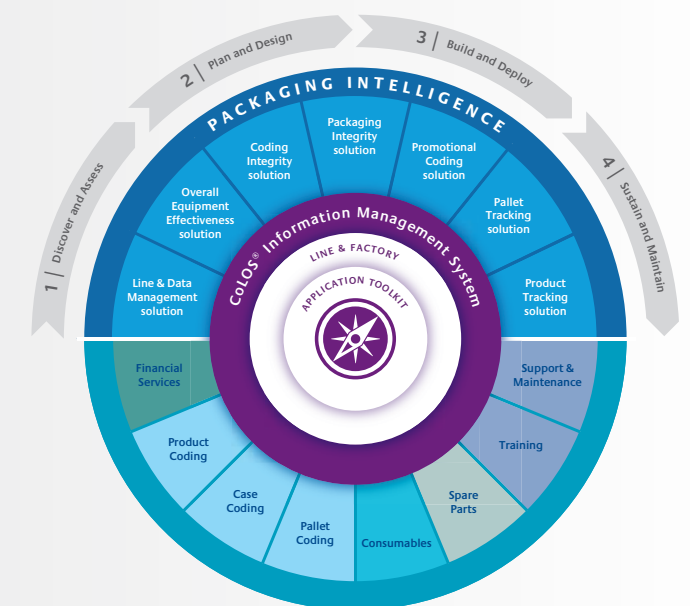 1 | Discover and Assess
2 | Plan and Design
3 | Build and Deploy
4 | Sustain and Maintain
PACKAGING INTELLIGENCE
Line & Data
Management
solution
Overall
Equipment
Effectiveness
solution
Coding
Integrity
solution
Packaging
Integrity
solution
Promotional
Coding
solution
Pallet
Tracking
solution
Product
Tracking
solution
CoLOS® Information Management System
LINE & FACTORY
APPLICATION TOOLKIT
Financial
Services
Product
Coding
Case
Coding
Pallet
Coding
Consumables
Spare
Parts
Training
Support &
Maintenance